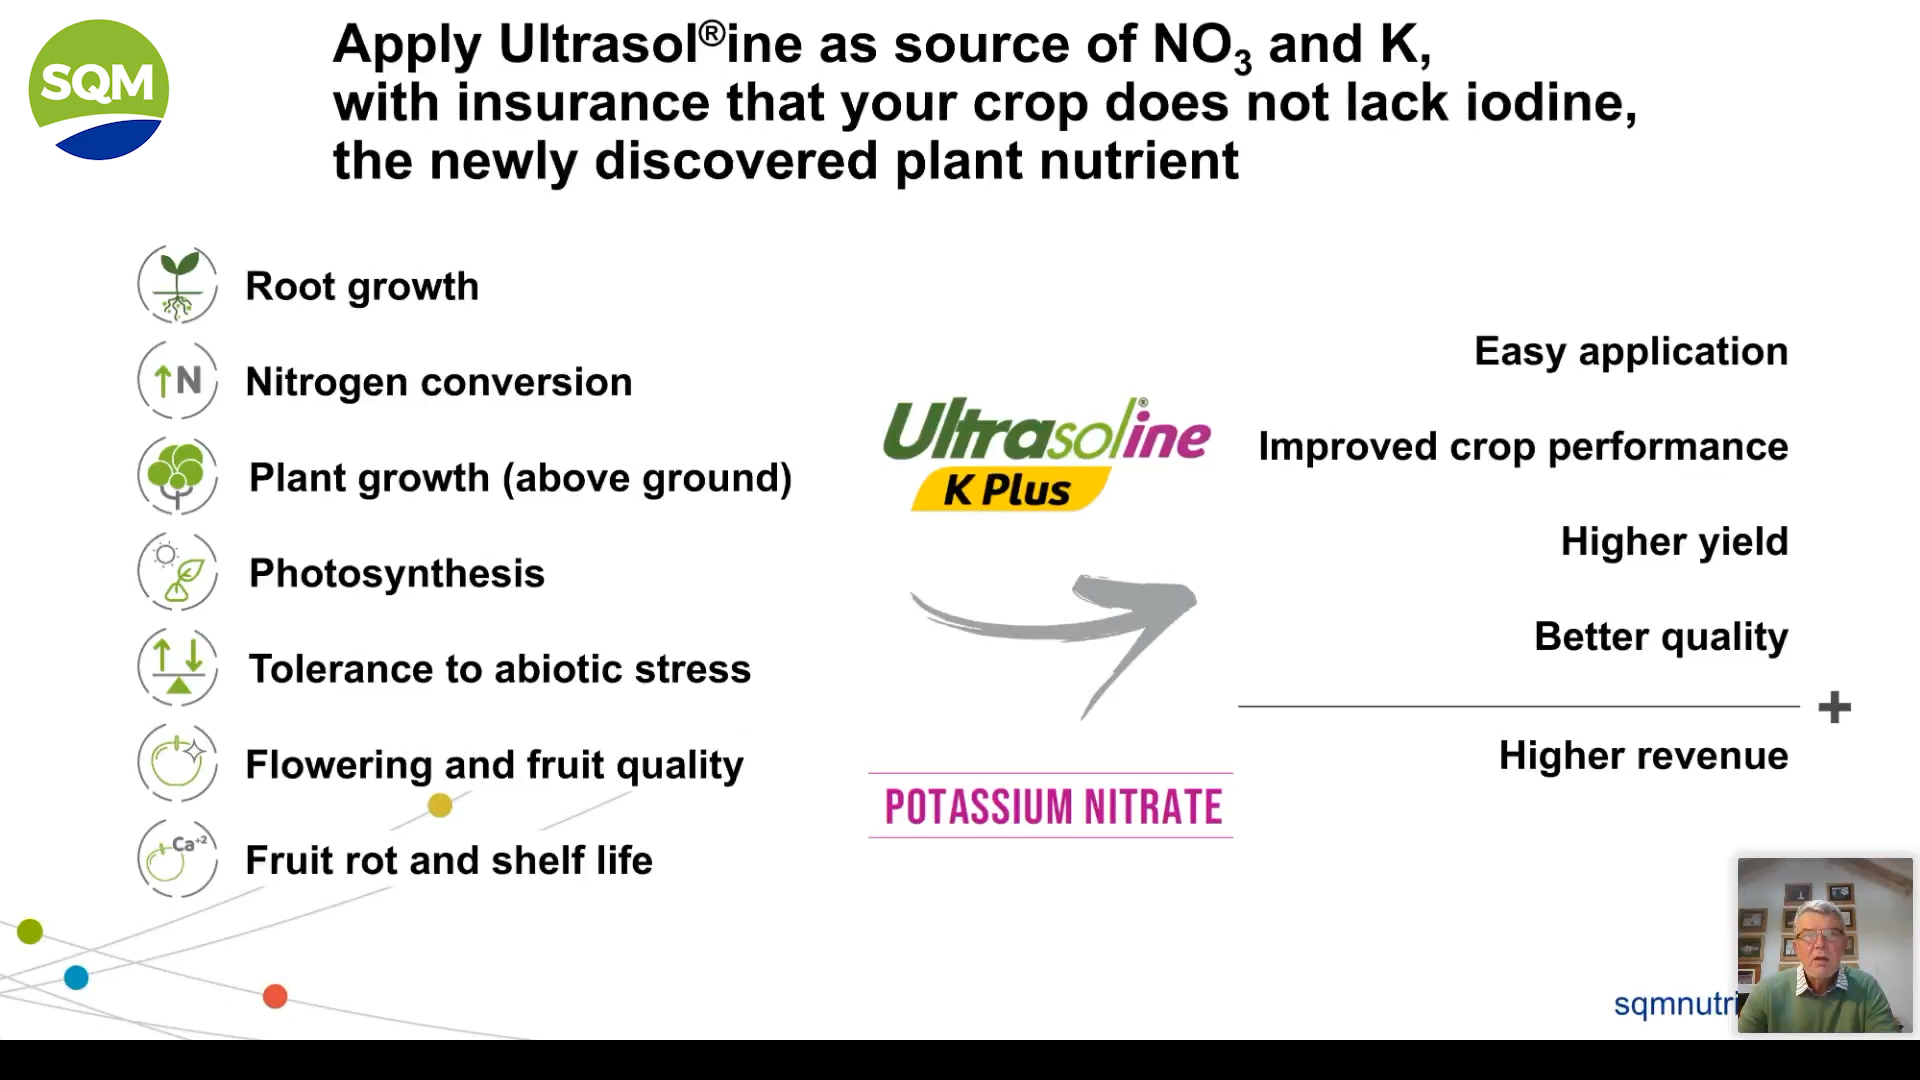 SQM
Apply Ultrasol®ine as source of NO3 and K,
with insurance that your crop does not lack iodine,
the newly discovered plant nutrient
Root growth
↑N Nitrogen conversion
Plant growth (above ground)
Photosynthesis
Tolerance to abiotic stress
Flowering and fruit quality
Ca+2 Fruit rot and shelf life
Ultrasoline®
K Plus
POTASSIUM NITRATE
Easy application
Improved crop performance
Higher yield
Better quality
+
Higher revenue
sqmnutri